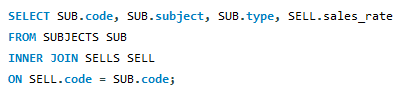 SELECT SUB.code, SUB.subject, SUB.type, SELL.sales_rate
FROM SUBJECTS SUB
INNER JOIN SELLS SELL
ON SELL.code = SUB.code;